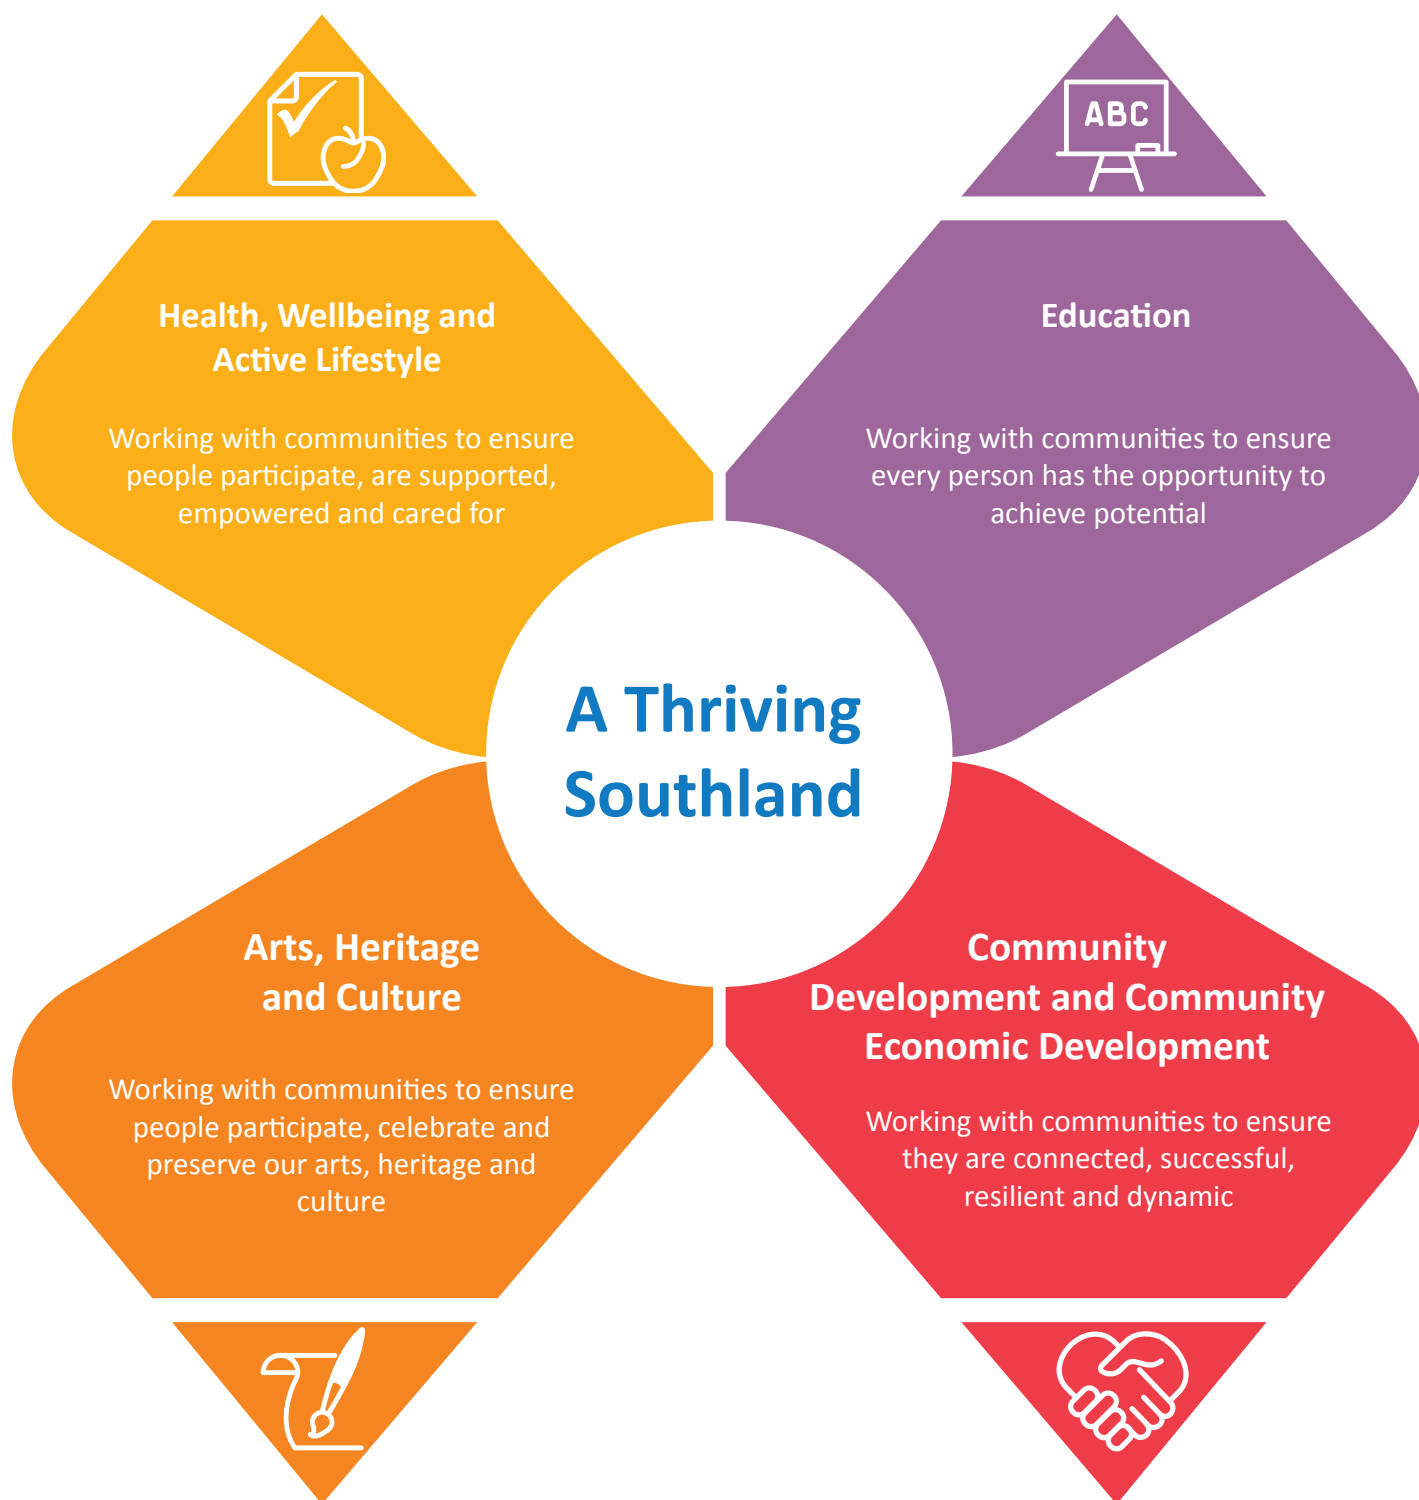 ABC
Health, Wellbeing and
Active Lifestyle
Working with communities to ensure
people participate, are supported,
empowered and cared for
Education
Working with communities to ensure
every person has the opportunity to
achieve potential
A Thriving
Southland
Arts, Heritage
and Culture
Working with communities to ensure
people participate, celebrate and
preserve our arts, heritage and
culture
Community
Development and Community
Economic Development
Working with communities to ensure
they are connected, successful,
resilient and dynamic